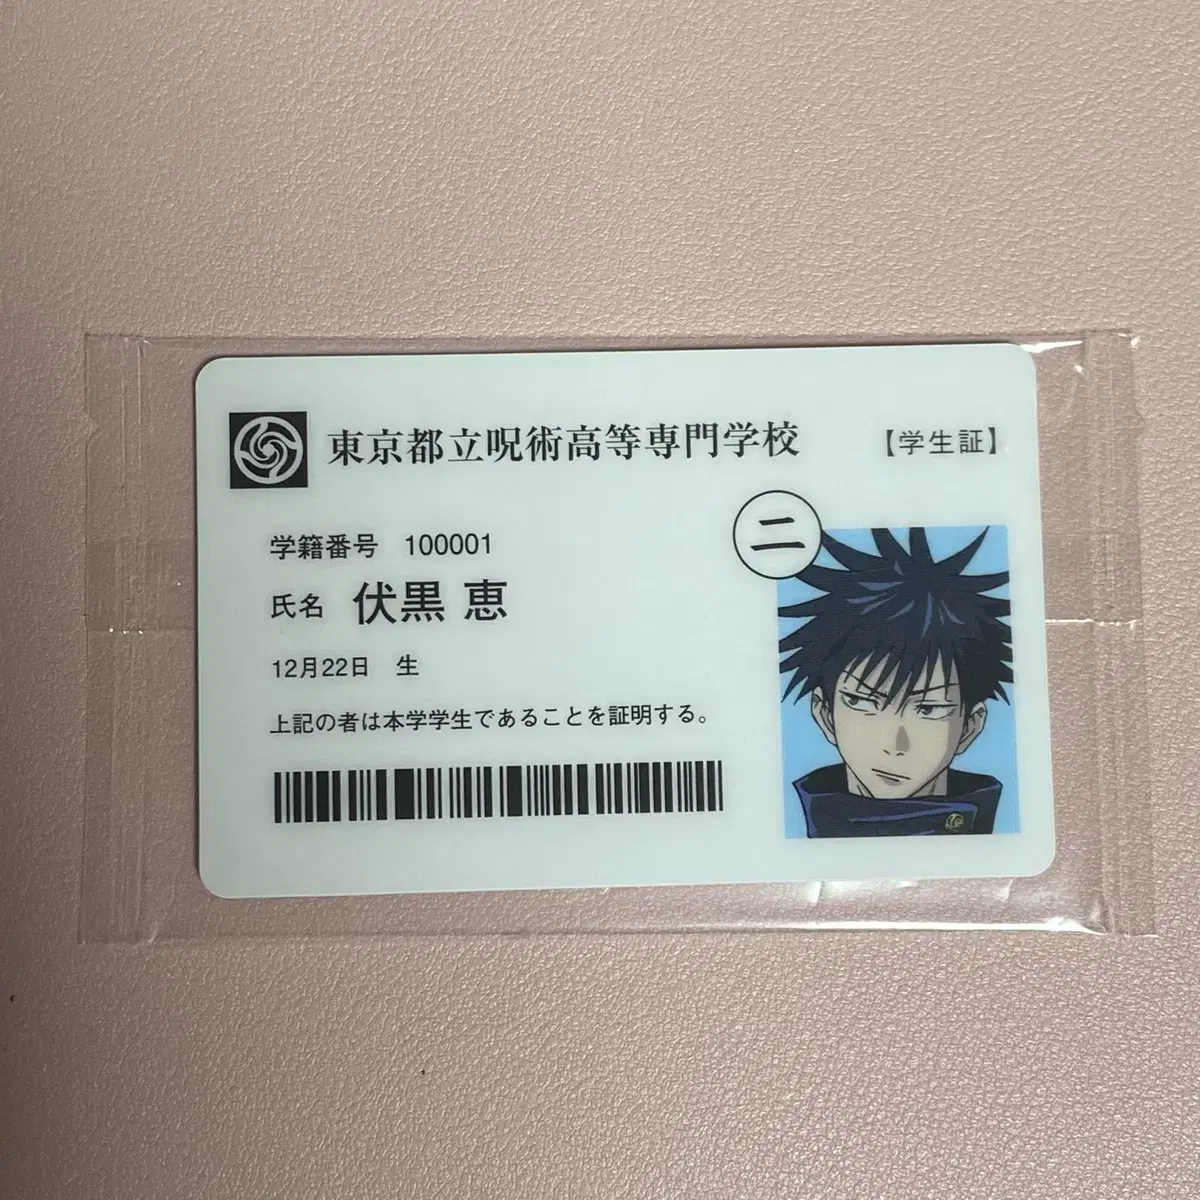 東京都立呪術高等専門学校 【学生証】
二
学籍番号 100001
氏名 伏黒 恵
12月22日 生
上記の者は本学学生であることを証明する。